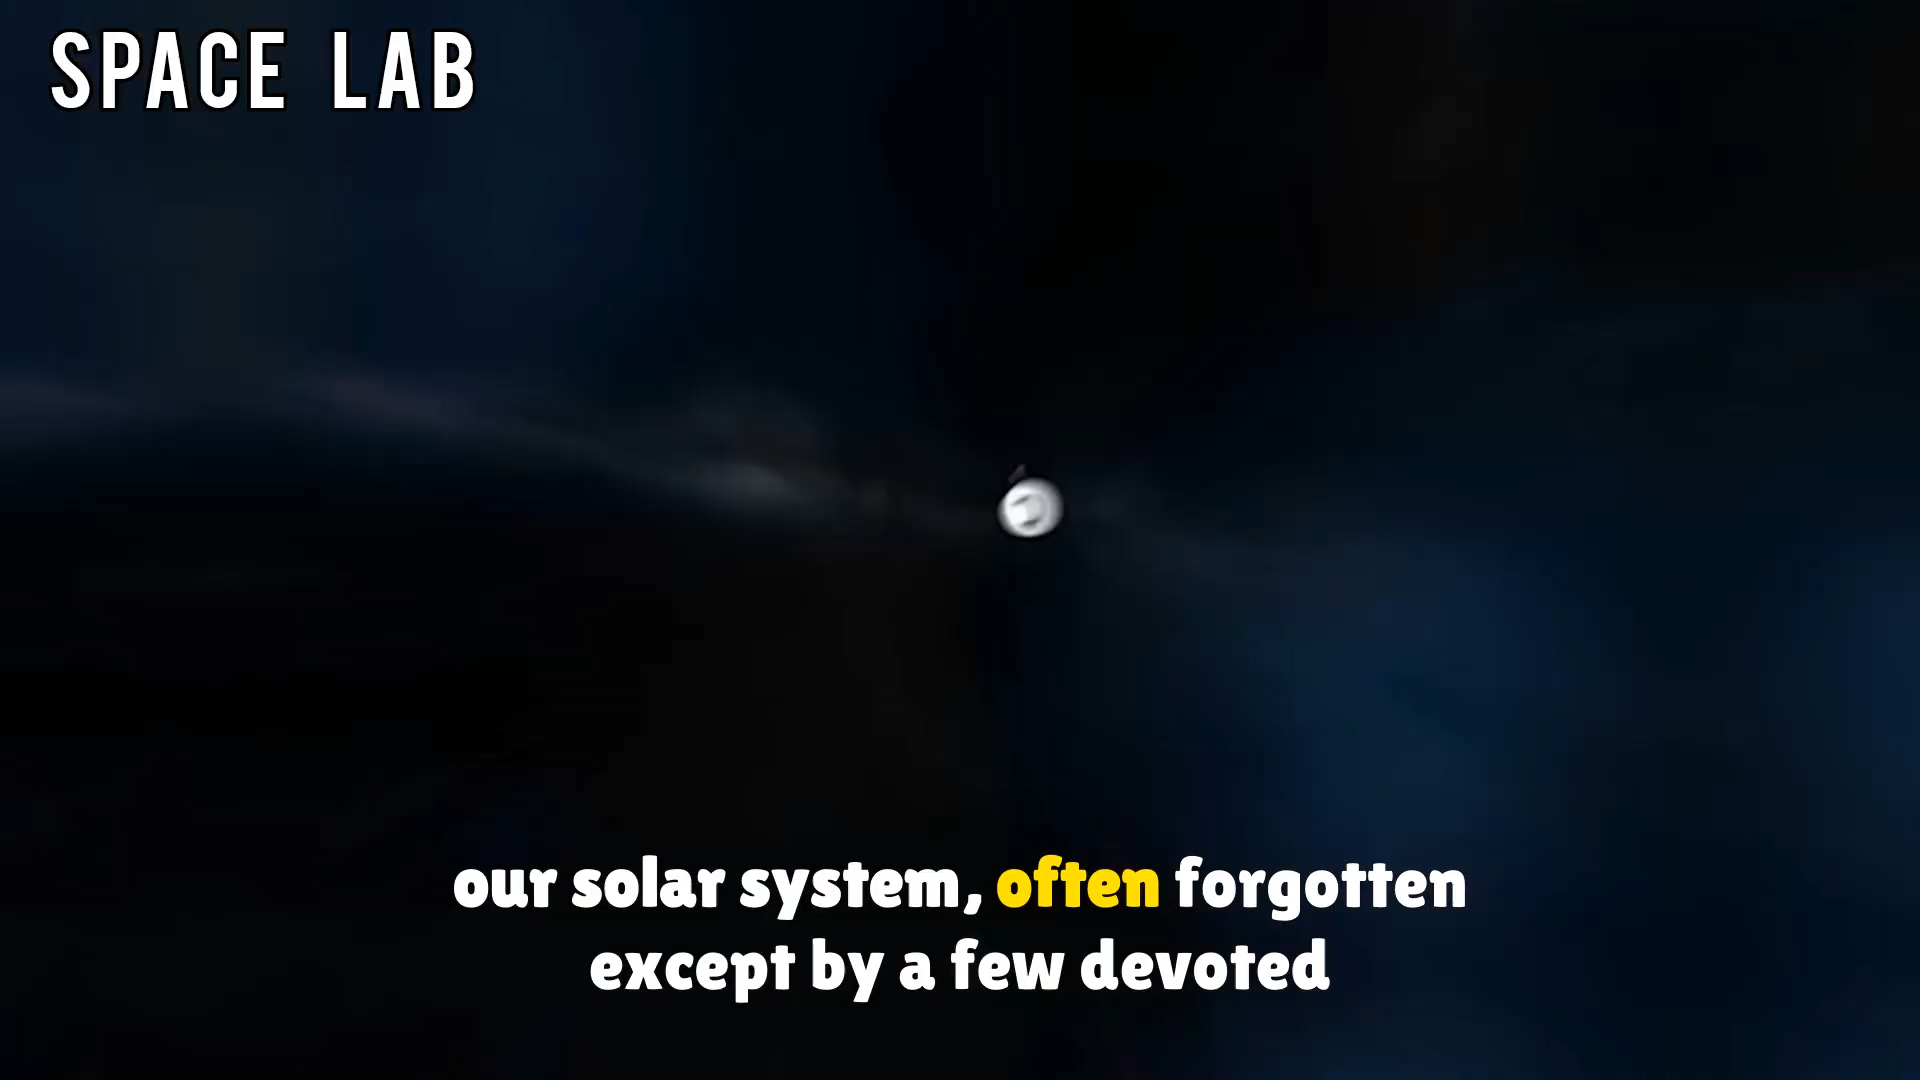 SPACE LAB
our solar system, often forgotten
except by a few devoted